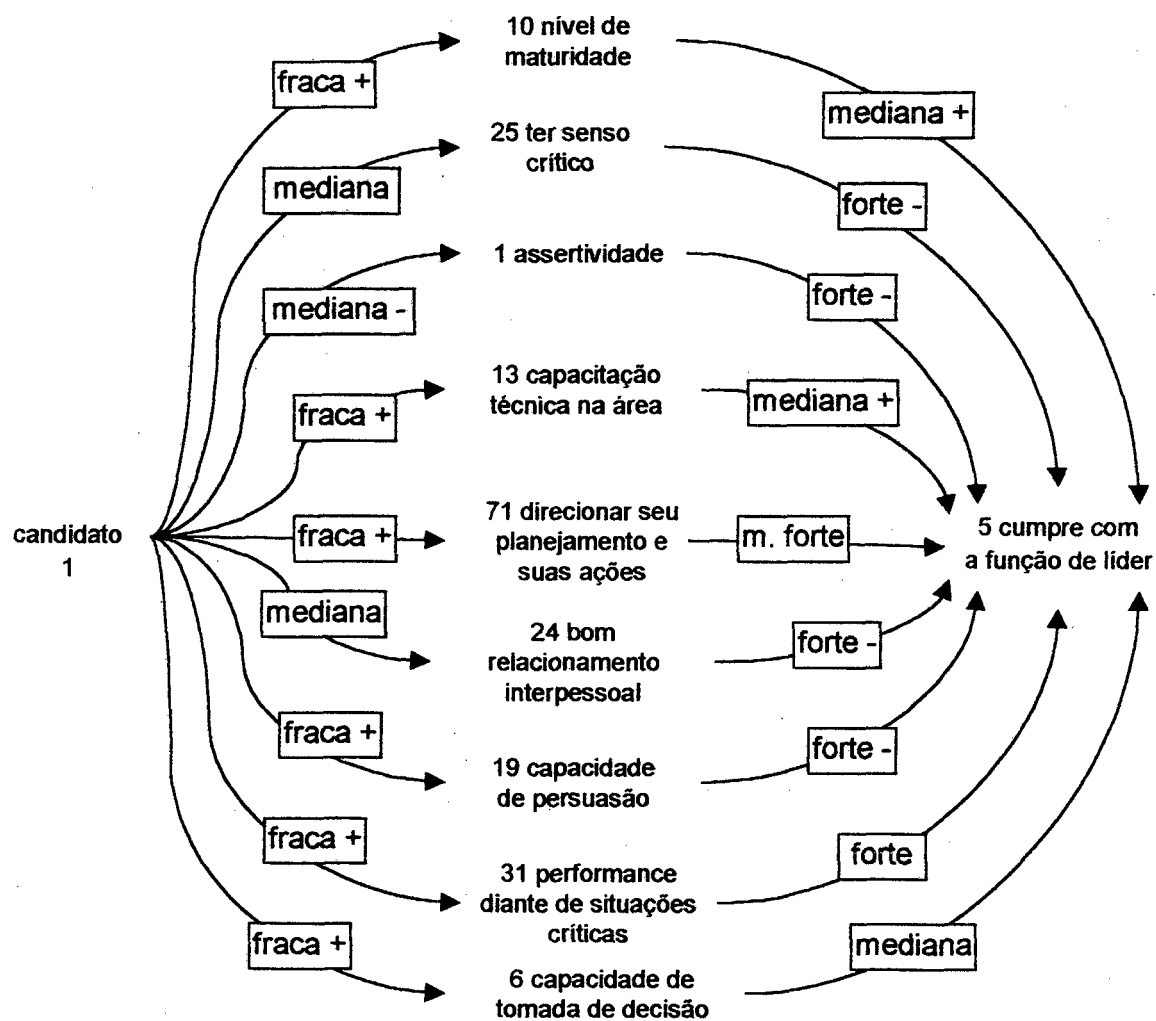 10 nível de
maturidade
fraca +
mediana +
25 ter senso
crítico
mediana
forte -
1 assertividade
mediana -
forte -
13 capacitação
técnica na área
fraca +
mediana +
candidato
1
fraca +
71 direcionar seu
planejamento e
suas ações
m. forte
5 cumpre com
a função de líder
mediana
24 bom
relacionamento
interpessoal
forte -
fraca +
19 capacidade
de persuasão
forte -
fraca +
31 performance
diante de situações
críticas
forte
fraca +
6 capacidade de
tomada de decisão
mediana